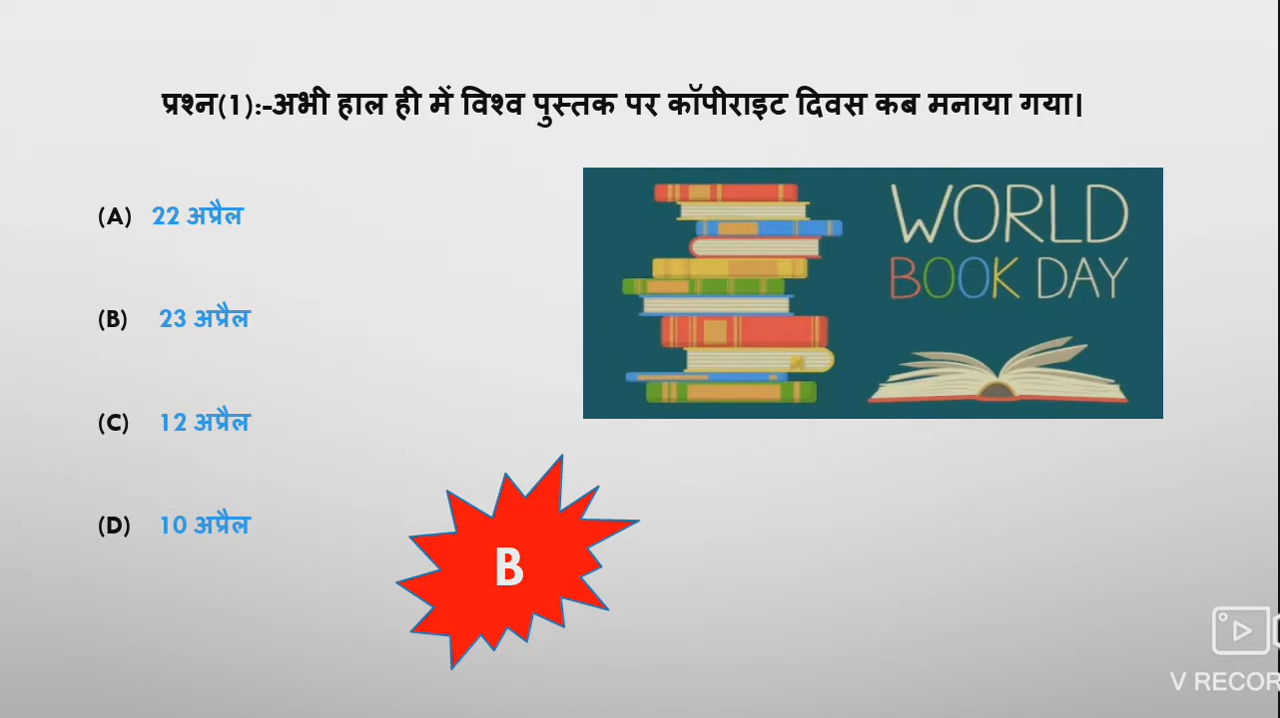 प्रश्न(1):-अभी हाल ही में विश्व पुस्तक पर कॉपीराइट दिवस कब मनाया गया।
(A) 22 अप्रैल
(B) 23 अप्रैल
(C) 12 अप्रैल
(D) 10 अप्रैल
WORLD
BOOK DAY
B
V RECOR